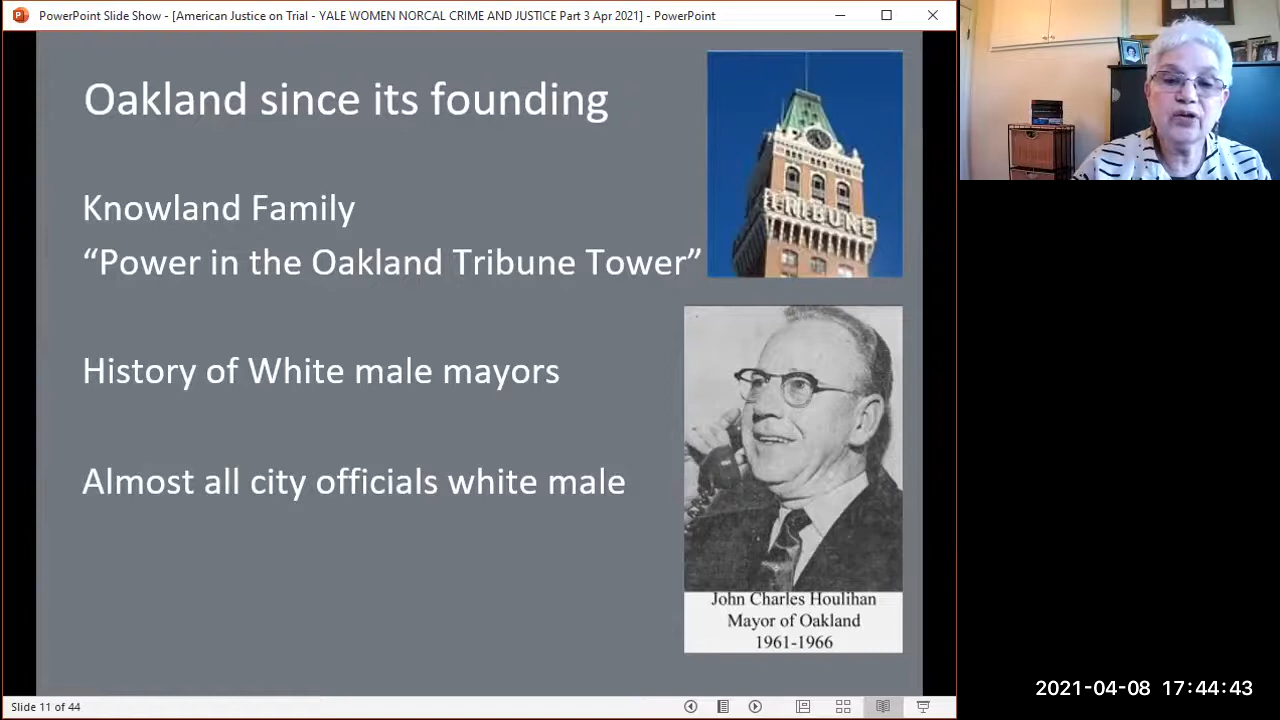 PowerPoint Slide Show - [American Justice on Trial - YALE WOMEN NORCAL CRIME AND JUSTICE Part 3 Apr 2021] - PowerPoint
Oakland since its founding
Knowland Family
“Power in the Oakland Tribune Tower”
TRIBUNE
History of White male mayors
Almost all city officials white male
John Charles Houlihan
Mayor of Oakland
1961-1966
2021-04-08 17:44:43
Slide 11 of 44